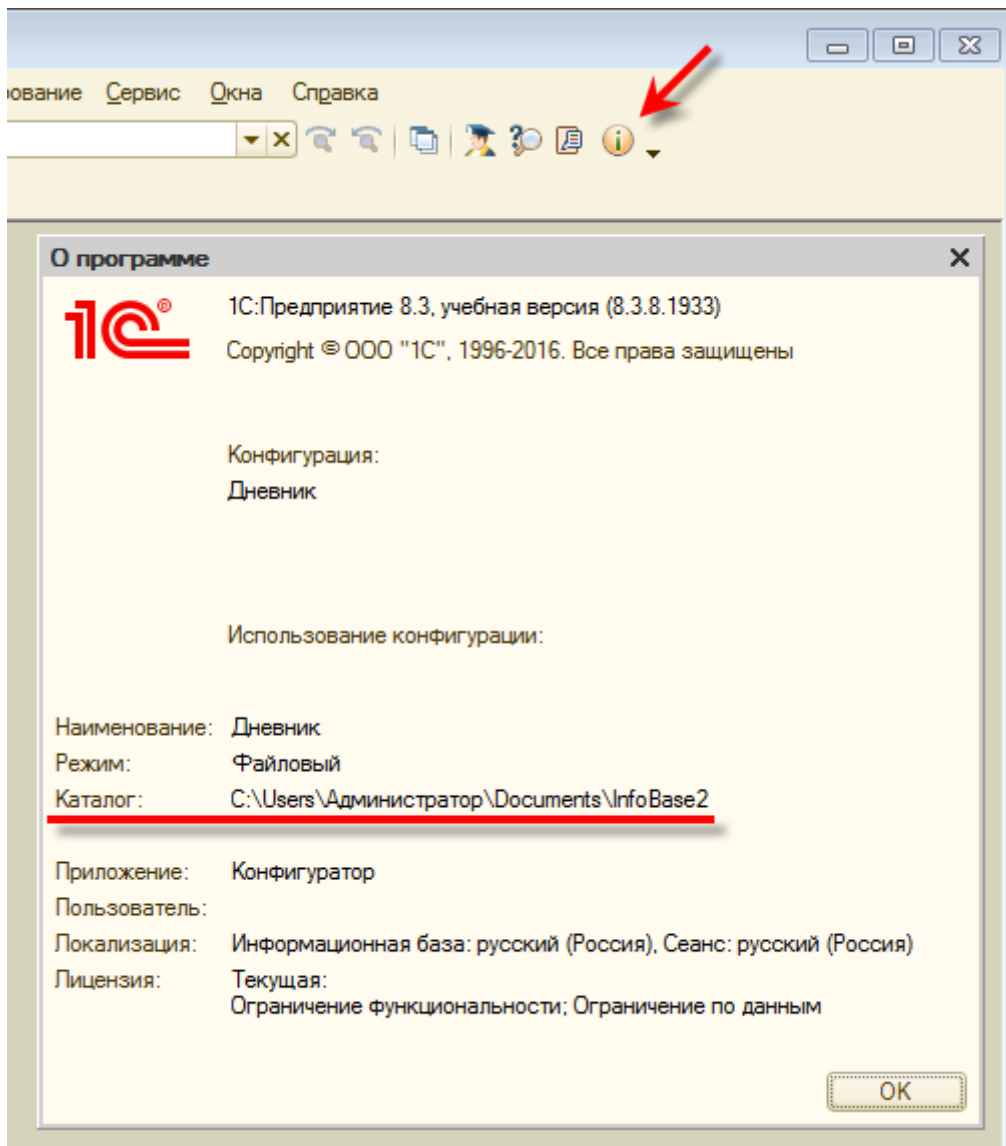 Сервис Окна Справка
О программе
1С® 1С:Предприятие 8.3, учебная версия (8.3.8.1933)
Copyright © ООО "1С", 1996-2016. Все права защищены
Конфигурация:
Дневник
Использование конфигурации:
Наименование: Дневник
Режим: Файловый
Каталог: C:\Users\Администратор\Documents\InfoBase2
Приложение: Конфигуратор
Пользователь:
Локализация: Информационная база: русский (Россия), Сеанс: русский (Россия)
Лицензия: Текущая:
Ограничение функциональности; Ограничение по данным
OK